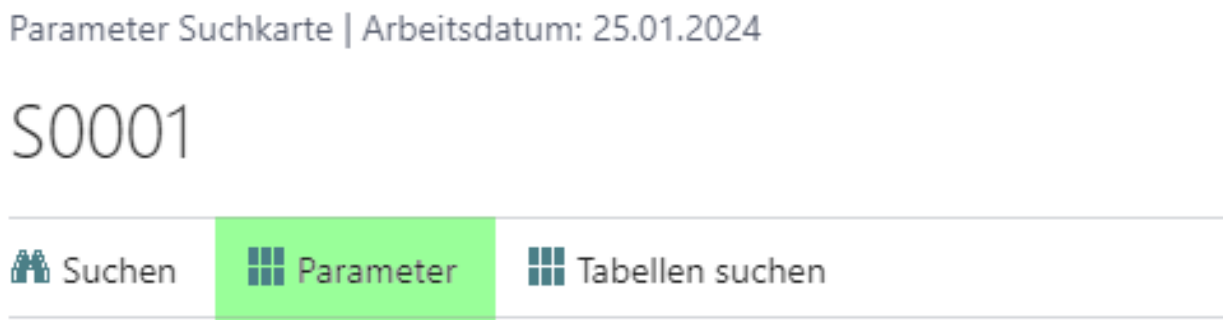 Parameter Suchkarte | Arbeitsdatum: 25.01.2024
S0001
Suchen Parameter Tabellen suchen